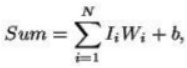 Sum = \sum_{i=1}^{N} I_i W_i + b,